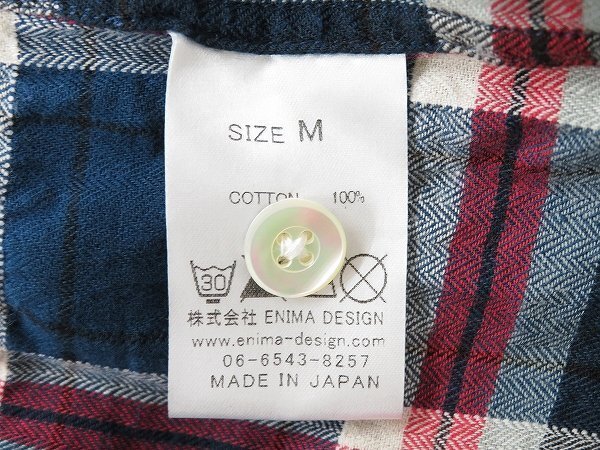 SIZE M
COTTON 100%
30
株式会社 ENIMA DESIGN
www.enima-design.com
06-6543-8257
MADE IN JAPAN